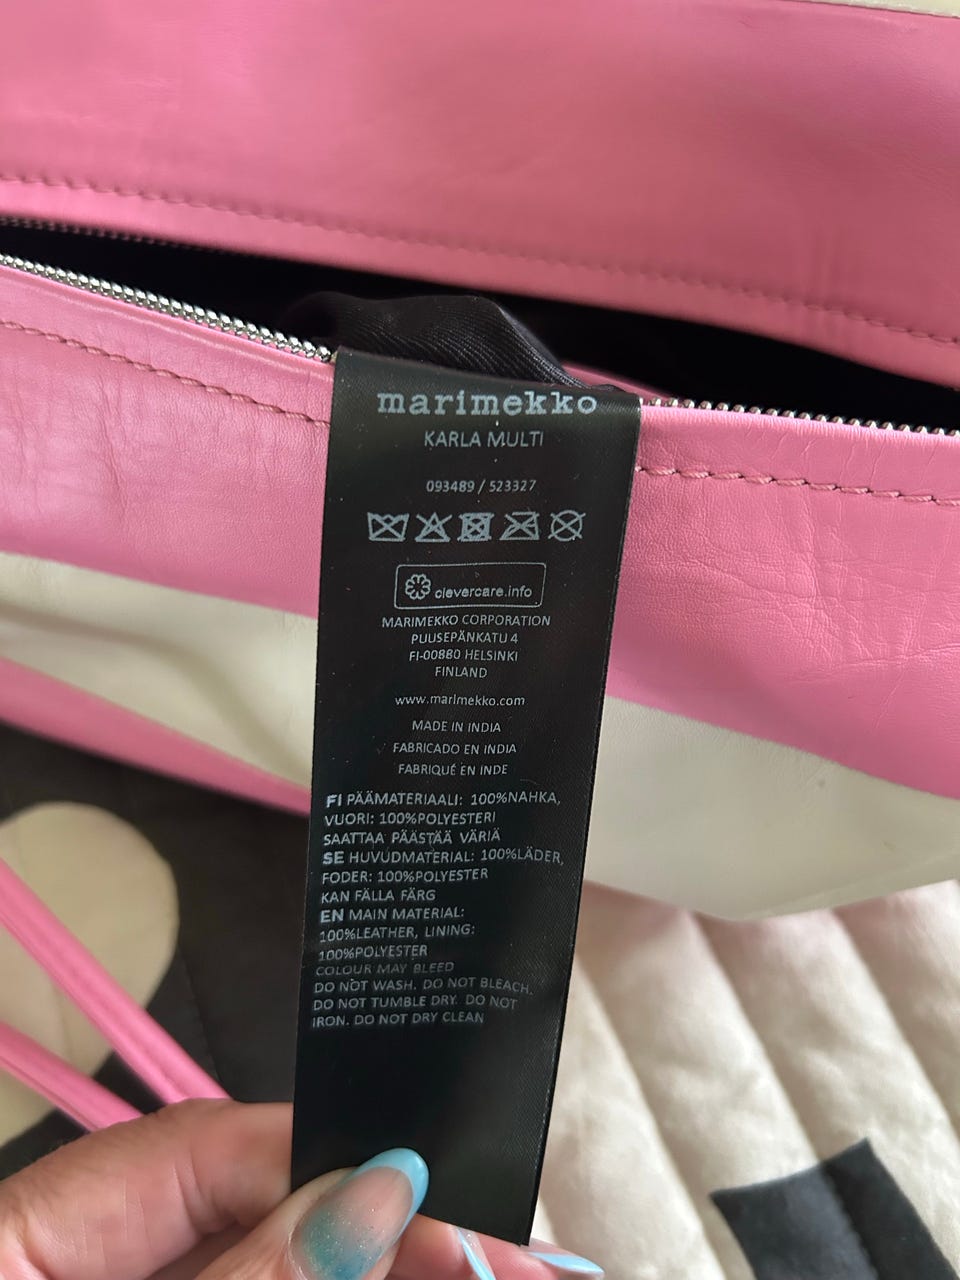 marimekko
KARLA MULTI
093489 / 523327
clevercare.info
MARIMEKKO CORPORATION
PUUSEPÄNKATU 4
FI-00880 HELSINKI
FINLAND
www.marimekko.com
MADE IN INDIA
FABRICADO EN INDIA
FABRIQUÉ EN INDE
FI PÄÄMATERIAALI: 100%NAHKA,
VUORI: 100%POLYESTERI
SAATTAA PÄÄSTÄÄ VÄRIÄ
SE HUVUDMATERIAL: 100%LÄDER,
FODER: 100%POLYESTER
KAN FÄLLA FÄRG
EN MAIN MATERIAL:
100%LEATHER, LINING:
100%POLYESTER
COLOUR MAY BLEED
DO NOT WASH. DO NOT BLEACH.
DO NOT TUMBLE DRY. DO NOT
IRON. DO NOT DRY CLEAN